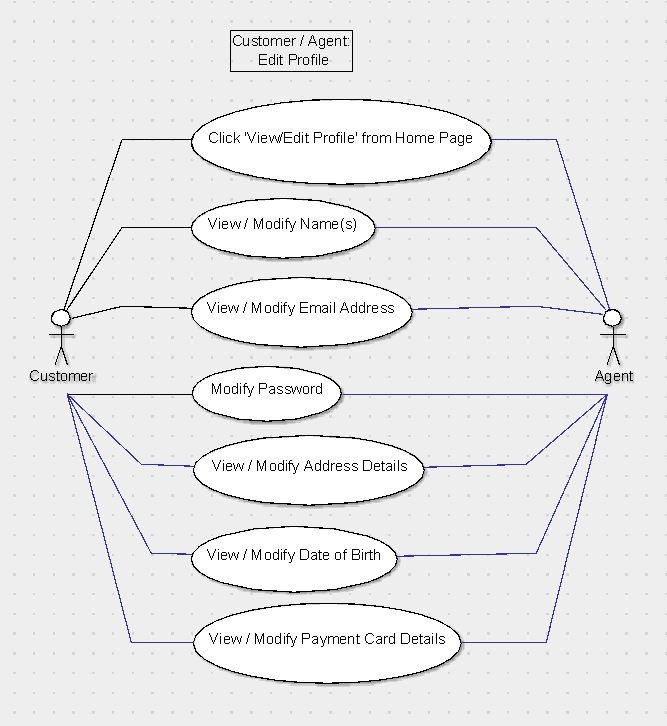 Customer / Agent:
Edit Profile
Click 'View/Edit Profile' from Home Page
View / Modify Name(s)
View / Modify Email Address
Customer
Agent
Modify Password
View / Modify Address Details
View / Modify Date of Birth
View / Modify Payment Card Details